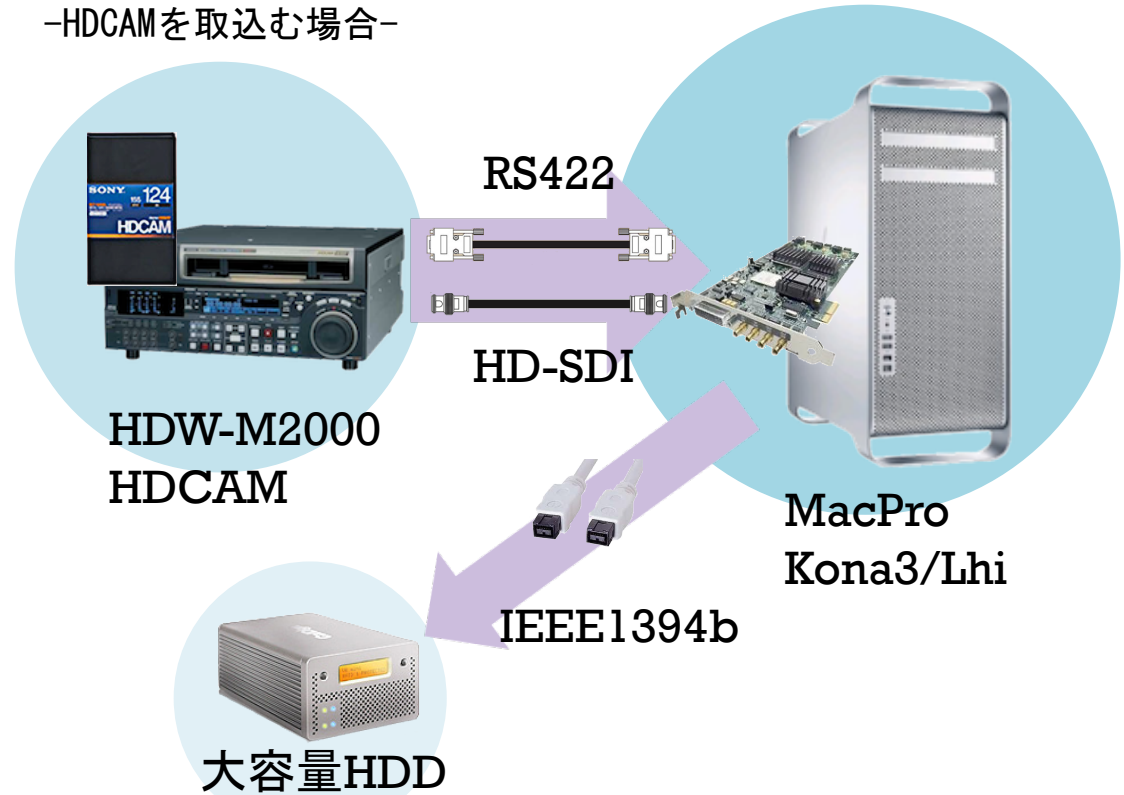 -HDCAMを取込む場合-
SONY
155 124
HDCAM
RS422
HD-SDI
HDW-M2000
HDCAM
MacPro
Kona3/Lhi
IEEE1394b
大容量HDD